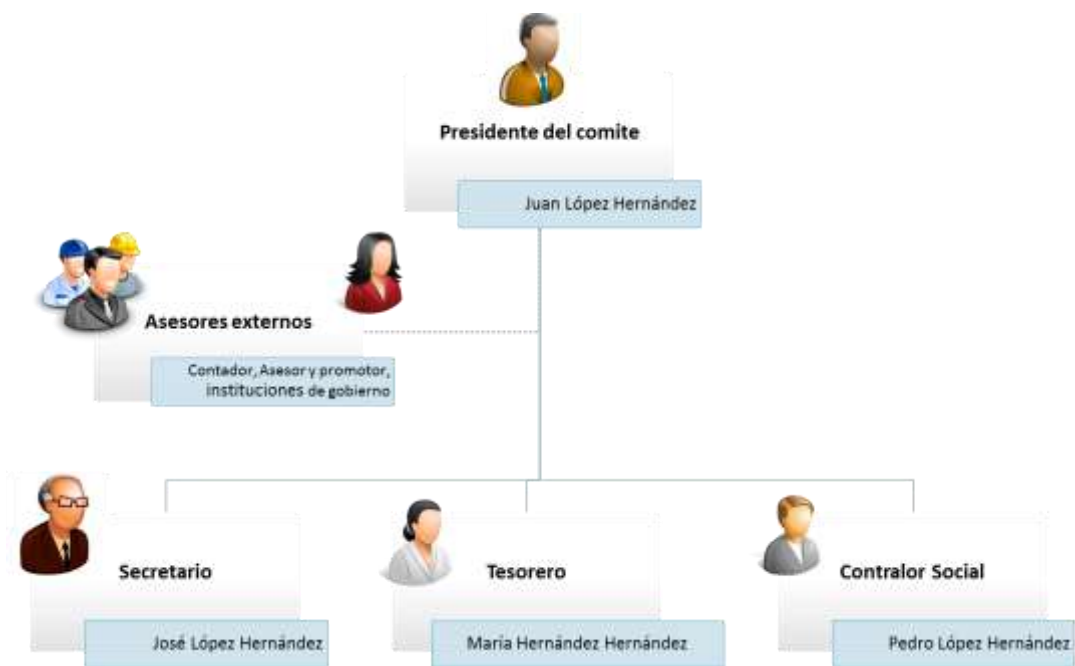 Presidente del comite
Juan López Hernández
Asesores externos
Contador, Asesor y promotor,
instituciones de gobierno
Secretario
José López Hernández
Tesorero
María Hernández Hernández
Contralor Social
Pedro López Hernández